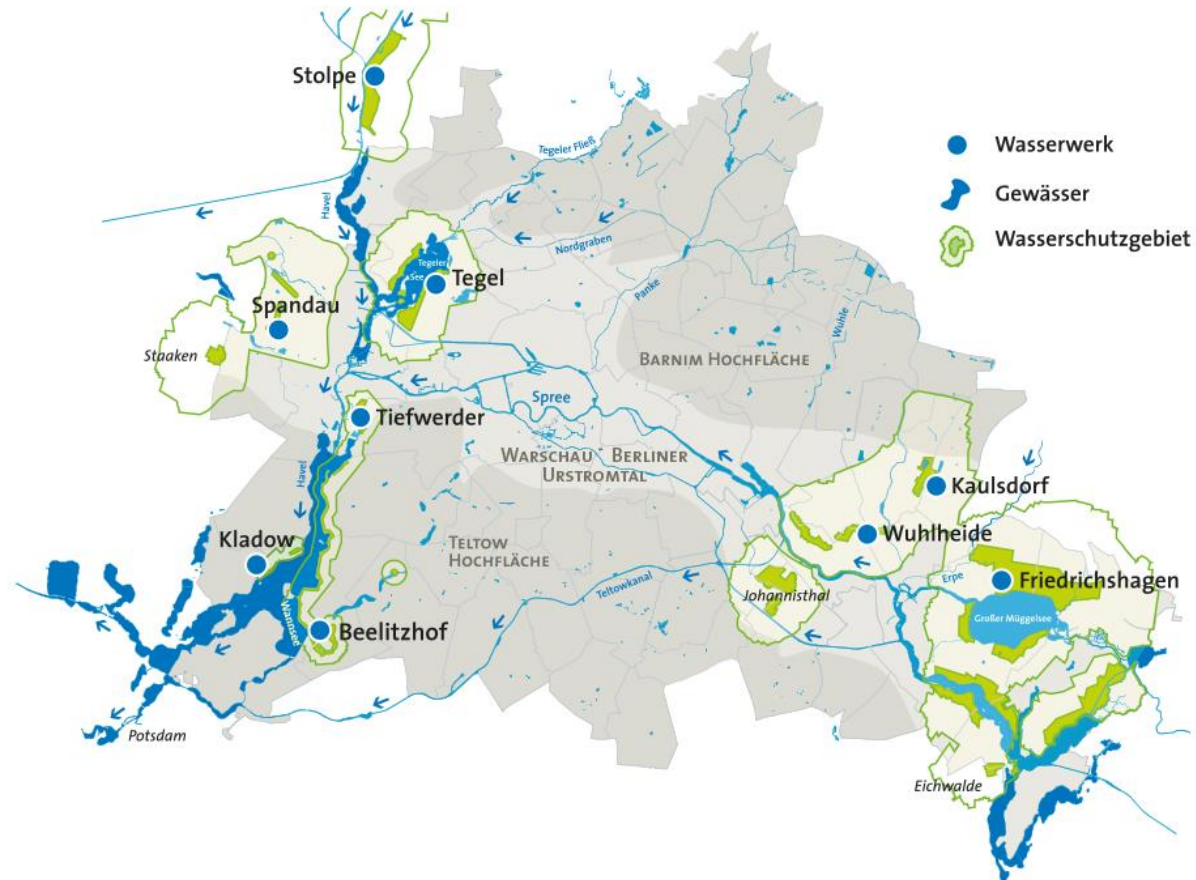 Stolpe
Wasserwerk
Tegeler Fließ
Gewässer
Havel
Wasserschutzgebiet
Nordgraben
Tegeler
See
Tegel
Panke
Spandau
Wuhle
Staaken
Barnim Hochfläche
Spree
Tiefwerder
Warschau - Berliner
Urstromtal
Havel
Kaulsdorf
Kladow
Teltow
Hochfläche
Wuhlheide
Erpe
Friedrichshagen
Teltowkanal
Johannisthal
Großer Müggelsee
Wannsee
Beelitzhof
Potsdam
Eichwalde